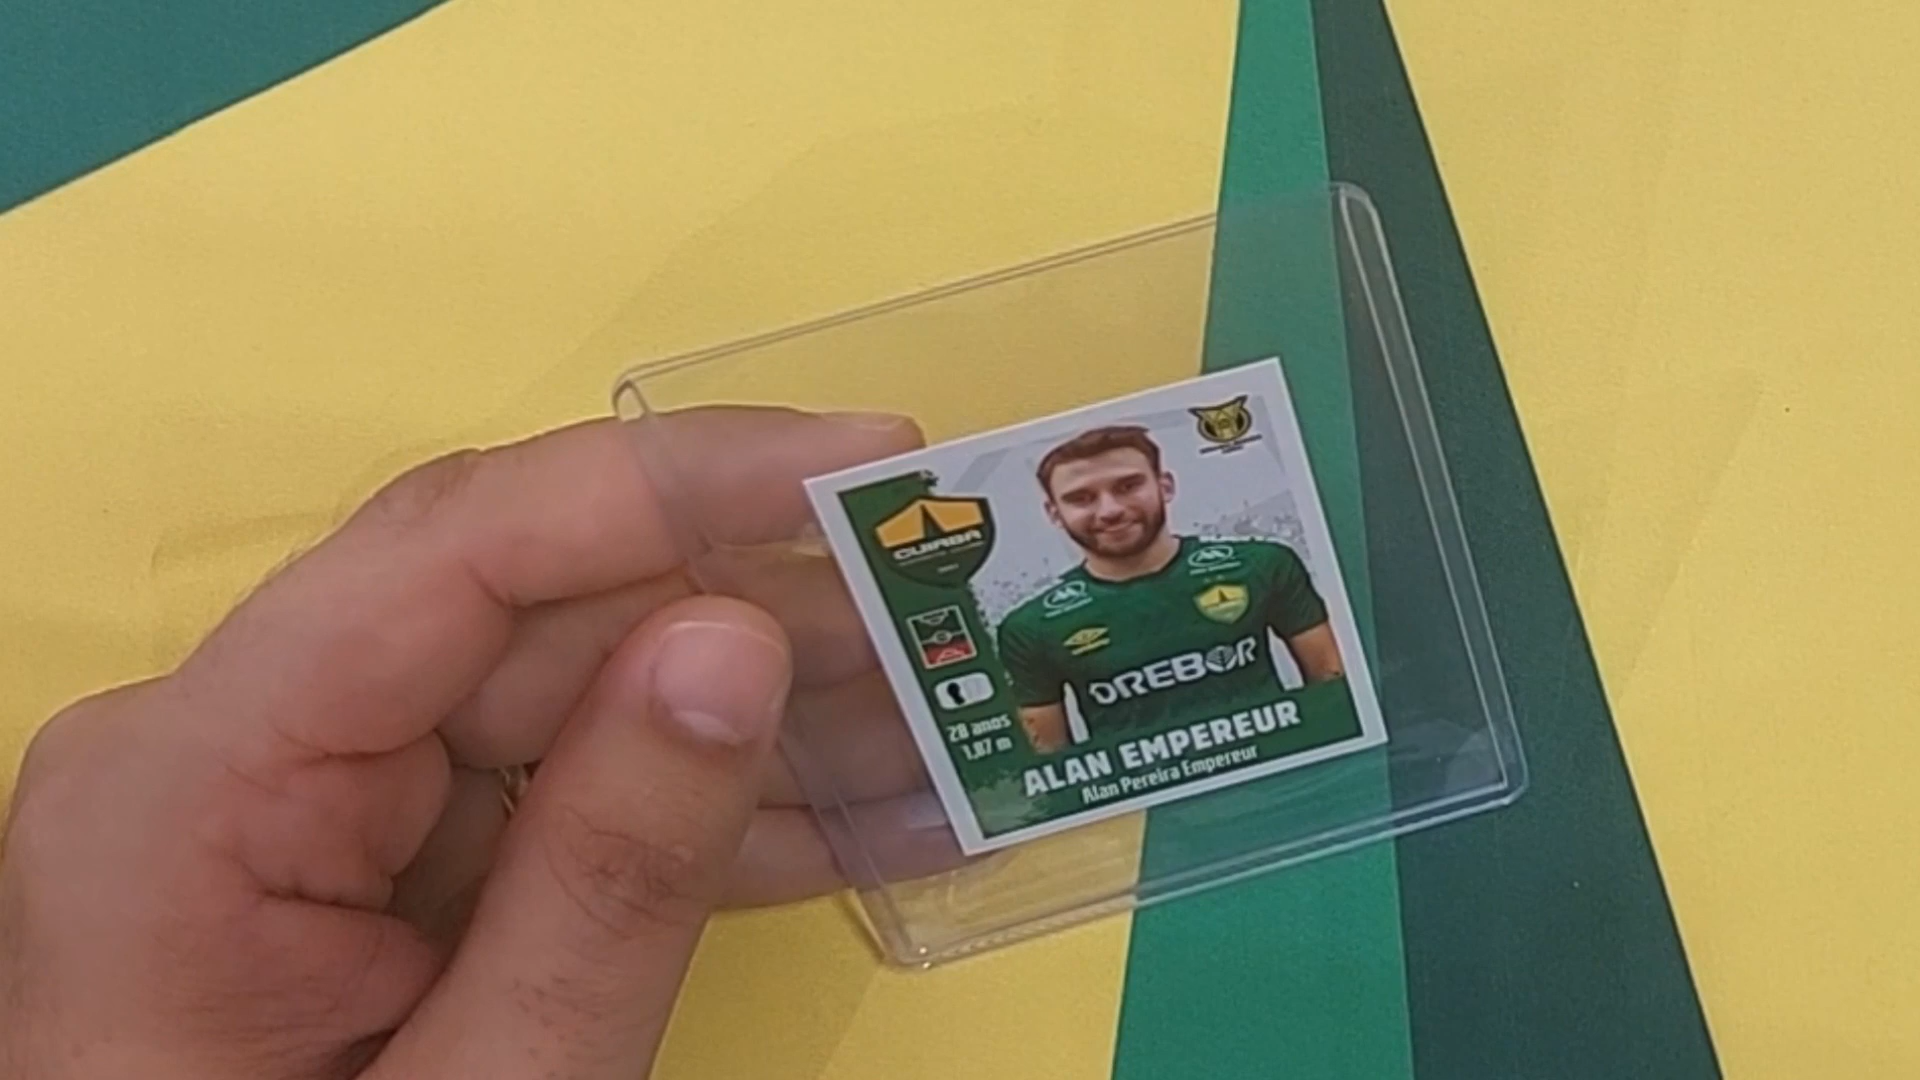 CUIABÁ
28 anos
1,87 m
DREBOR
ALAN EMPEREUR
Alan Pereira Empereur